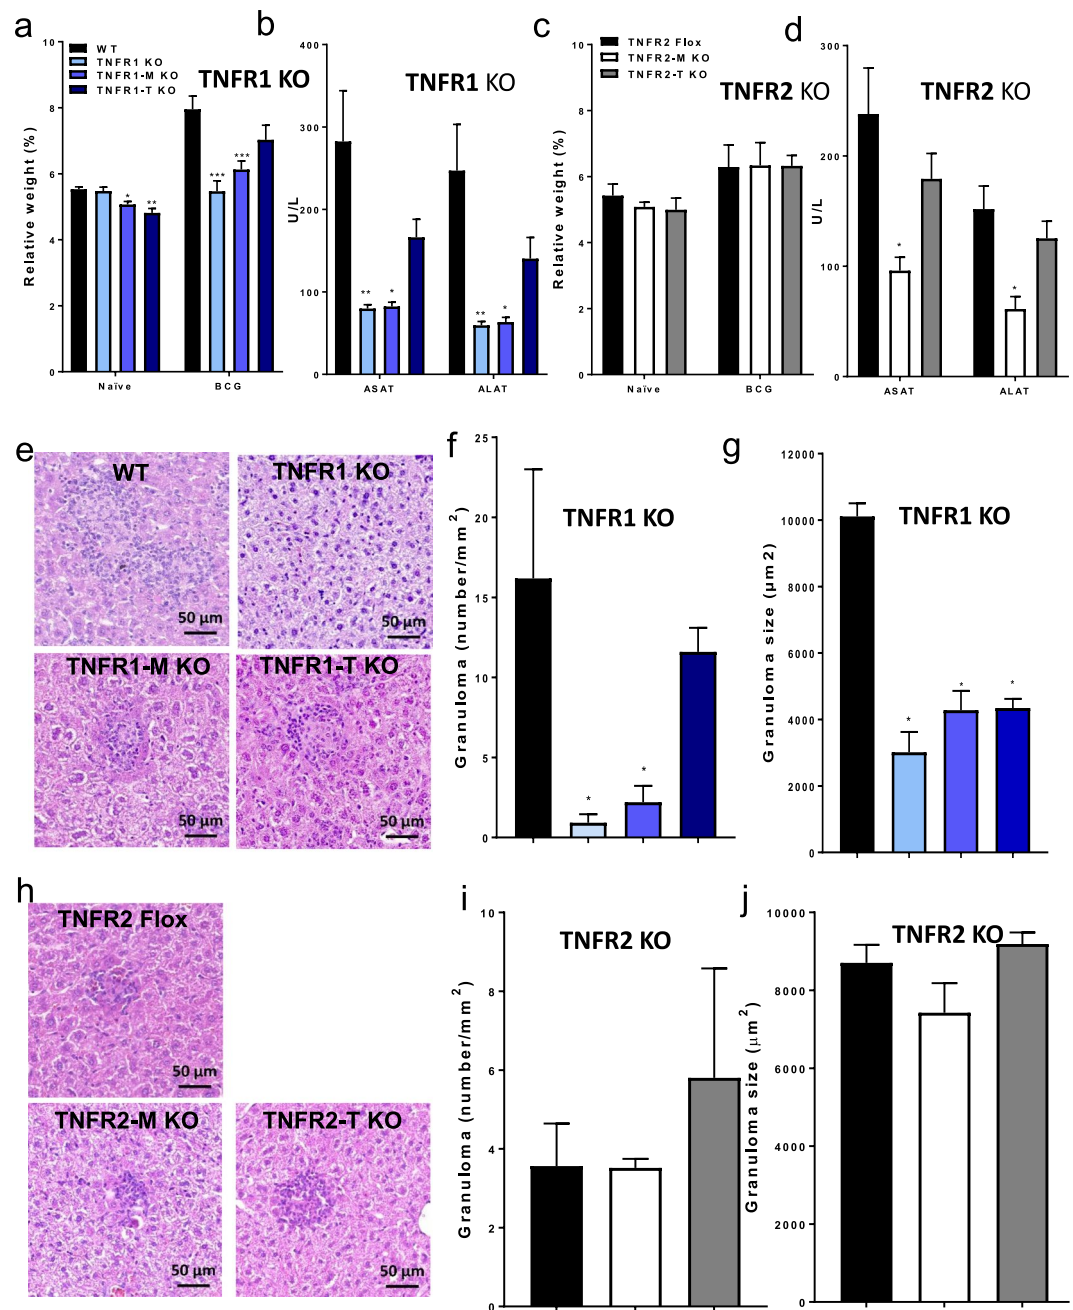 a
WT
TNFR1 KO
TNFR1-M KO
TNFR1-T KO
TNFR1 KO
Relative weight (%)
10
8
6
4
2
0
***
***
*
**
Naïve
BCG
b
TNFR1 KO
U/L
400
300
200
100
0
**
*
**
*
ASAT
ALAT
c
TNFR2 Flox
TNFR2-M KO
TNFR2-T KO
TNFR2 KO
Relative weight (%)
10
8
6
4
2
0
Naïve
BCG
d
TNFR2 KO
U/L
300
200
100
0
*
*
ASAT
ALAT
e
WT
50 µm
TNFR1 KO
50 µm
TNFR1-M KO
50 µm
TNFR1-T KO
50 µm
f
TNFR1 KO
Granuloma (number/mm²)
25
20
15
10
5
0
*
*
g
TNFR1 KO
Granuloma size (µm2)
12000
10000
8000
6000
4000
2000
0
*
*
*
h
TNFR2 Flox
50 µm
TNFR2-M KO
50 µm
TNFR2-T KO
50 µm
i
TNFR2 KO
Granuloma (number/mm²)
10
8
6
4
2
0
j
TNFR2 KO
Granuloma size (µm²)
10000
8000
6000
4000
2000
0